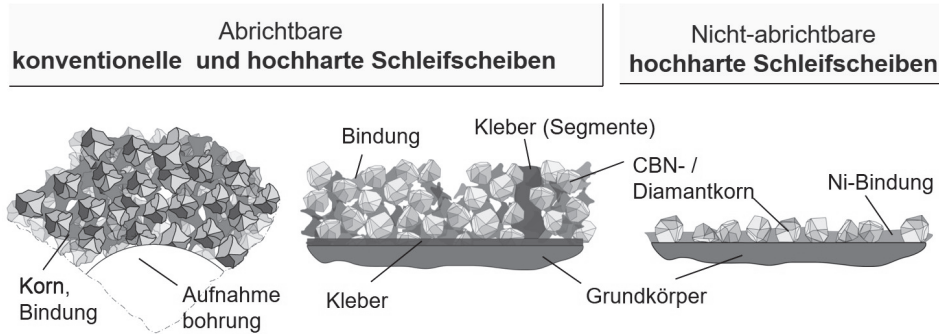 Abrichtbare
konventionelle und hochharte Schleifscheiben
Nicht-abrichtbare
hochharte Schleifscheiben
Bindung
Kleber (Segmente)
CBN- /
Diamantkorn
Ni-Bindung
Korn,
Bindung
Aufnahme
bohrung
Kleber
Grundkörper